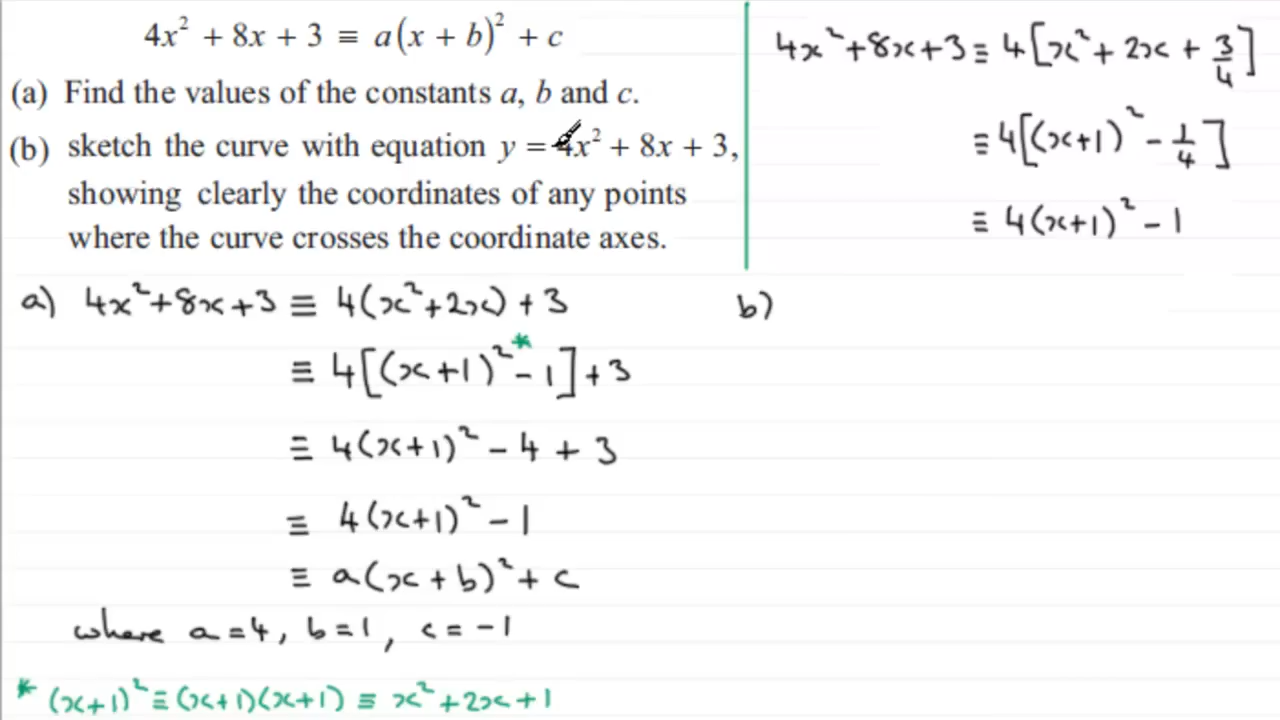 4x² + 8x + 3 ≡ a(x + b)² + c
(a) Find the values of the constants a, b and c.
(b) sketch the curve with equation y = 4x² + 8x + 3,
showing clearly the coordinates of any points
where the curve crosses the coordinate axes.
4x² + 8x + 3 ≡ 4[x² + 2x + 3/4]
≡ 4[(x+1)² - 1/4]
≡ 4(x+1)² - 1
a) 4x² + 8x + 3 ≡ 4(x² + 2x) + 3
≡ 4[(x+1)² * - 1] + 3
≡ 4(x+1)² - 4 + 3
≡ 4(x+1)² - 1
≡ a(x + b)² + c
where a = 4, b = 1, c = -1
* (x+1)² ≡ (x+1)(x+1) ≡ x² + 2x + 1
b)